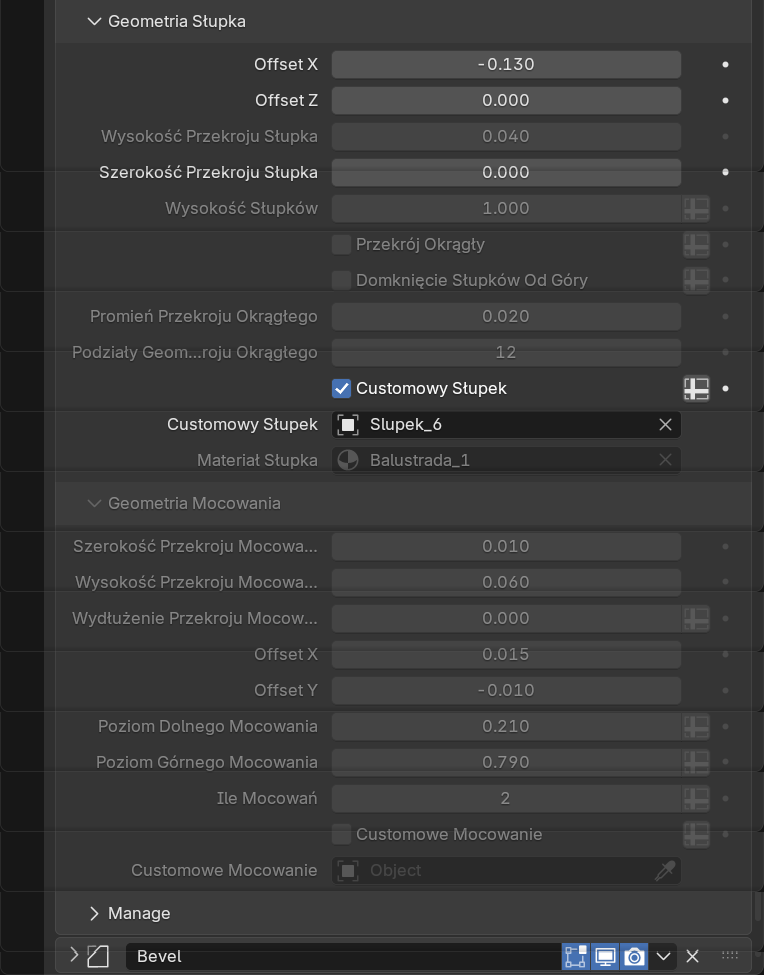 Geometria Słupka
Offset X -0.130
Offset Z 0.000
Wysokość Przekroju Słupka 0.040
Szerokość Przekroju Słupka 0.000
Wysokość Słupków 1.000
Przekrój Okrągły
Domknięcie Słupków Od Góry
Promień Przekroju Okrągłego 0.020
Podziały Geom...roju Okrągłego 12
Customowy Słupek
Customowy Słupek Slupek_6
Materiał Słupka Balustrada_1
Geometria Mocowania
Szerokość Przekroju Mocowa... 0.010
Wysokość Przekroju Mocowa... 0.060
Wydłużenie Przekroju Mocow... 0.000
Offset X 0.015
Offset Y -0.010
Poziom Dolnego Mocowania 0.210
Poziom Górnego Mocowania 0.790
Ile Mocowań 2
Customowe Mocowanie
Customowe Mocowanie Object
Manage
Bevel